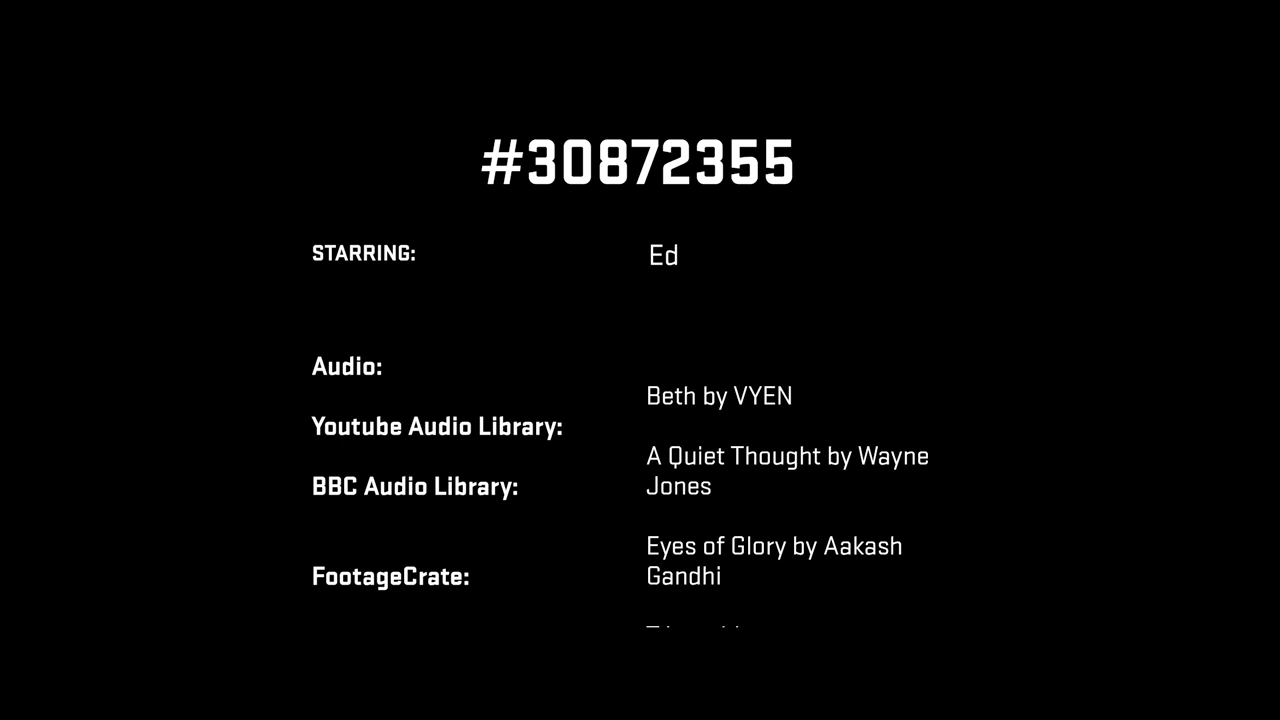 #30872355
STARRING:
Ed
Audio:
Beth by VYEN
Youtube Audio Library:
A Quiet Thought by Wayne
Jones
BBC Audio Library:
Eyes of Glory by Aakash
Gandhi
FootageCrate: